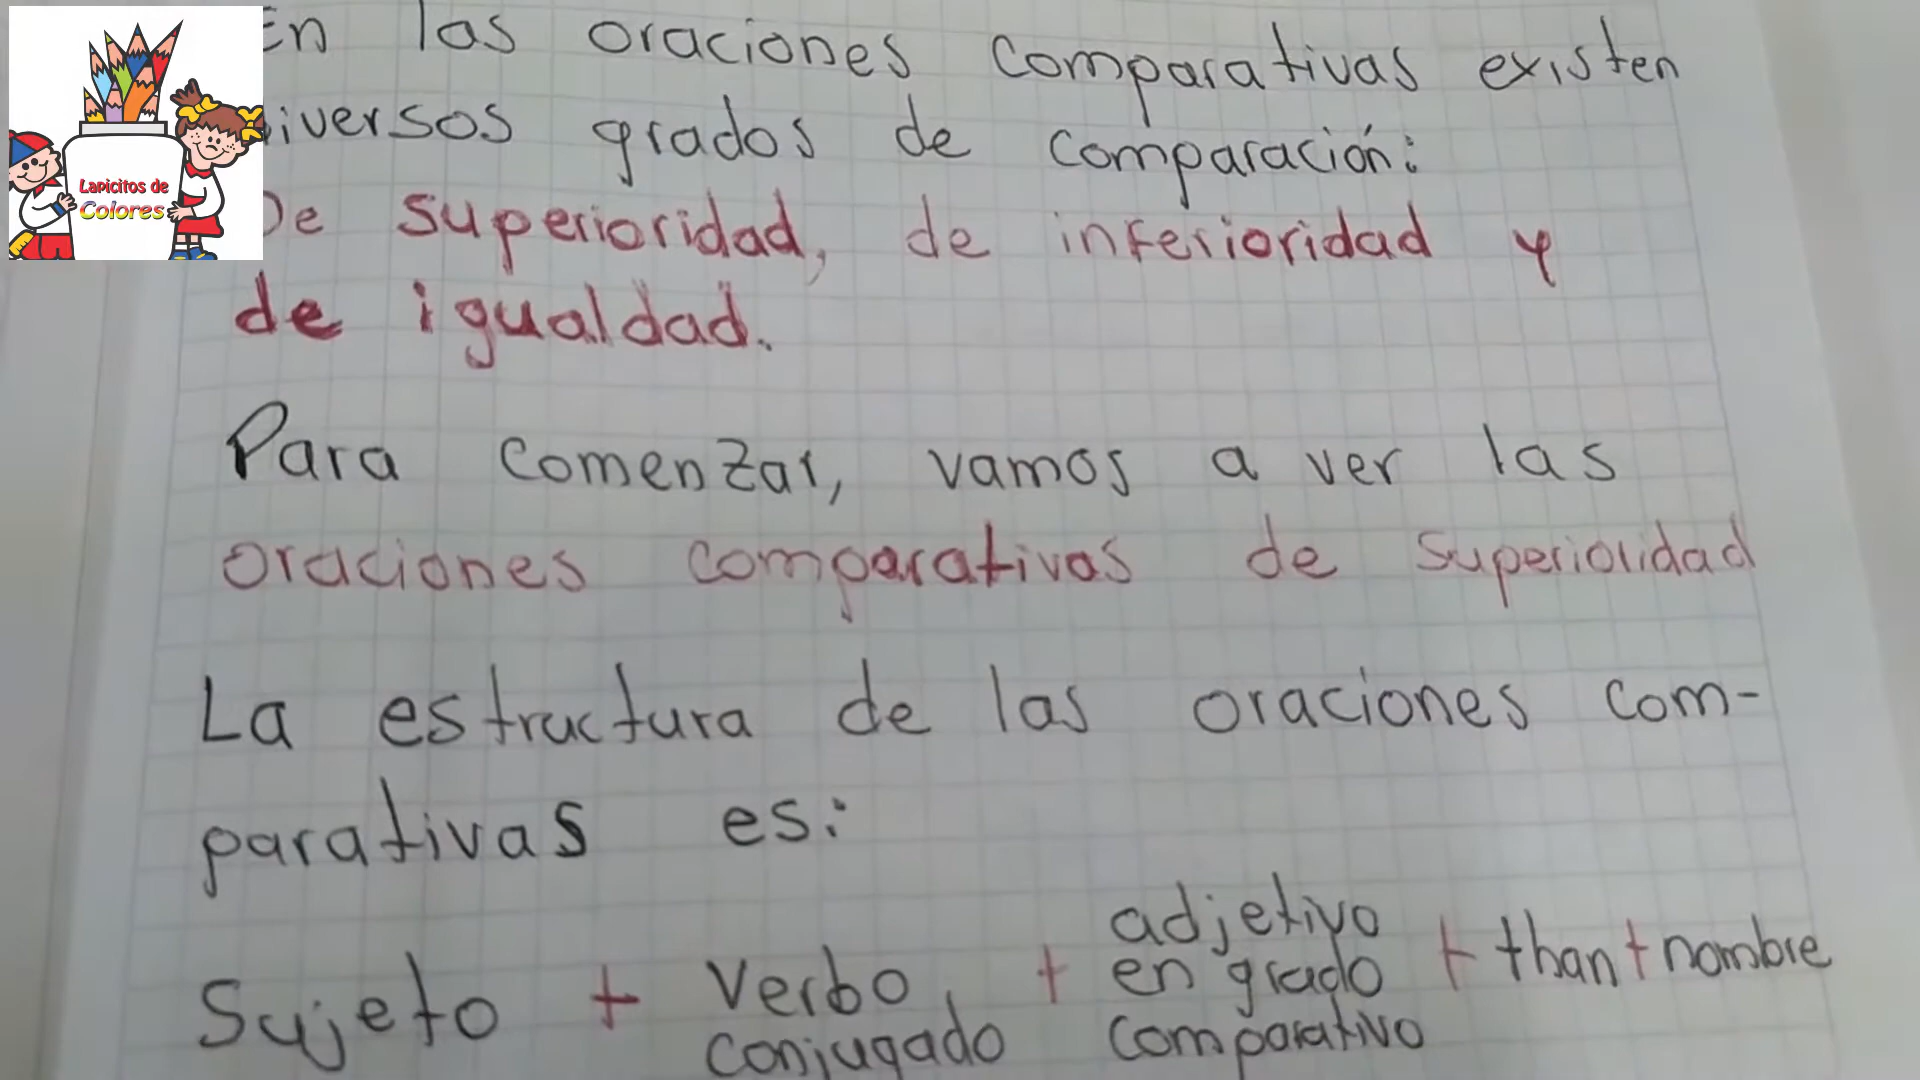 Lapicitos de
Colores
En las oraciones comparativas existen
diversos grados de comparación:
De superioridad, de inferioridad y
de igualdad.
Para comenzar, vamos a ver las
oraciones comparativas de superioridad
La estructura de las oraciones com-
parativas es:
Sujeto + verbo conjugado + adjetivo en grado comparativo + than + nombre